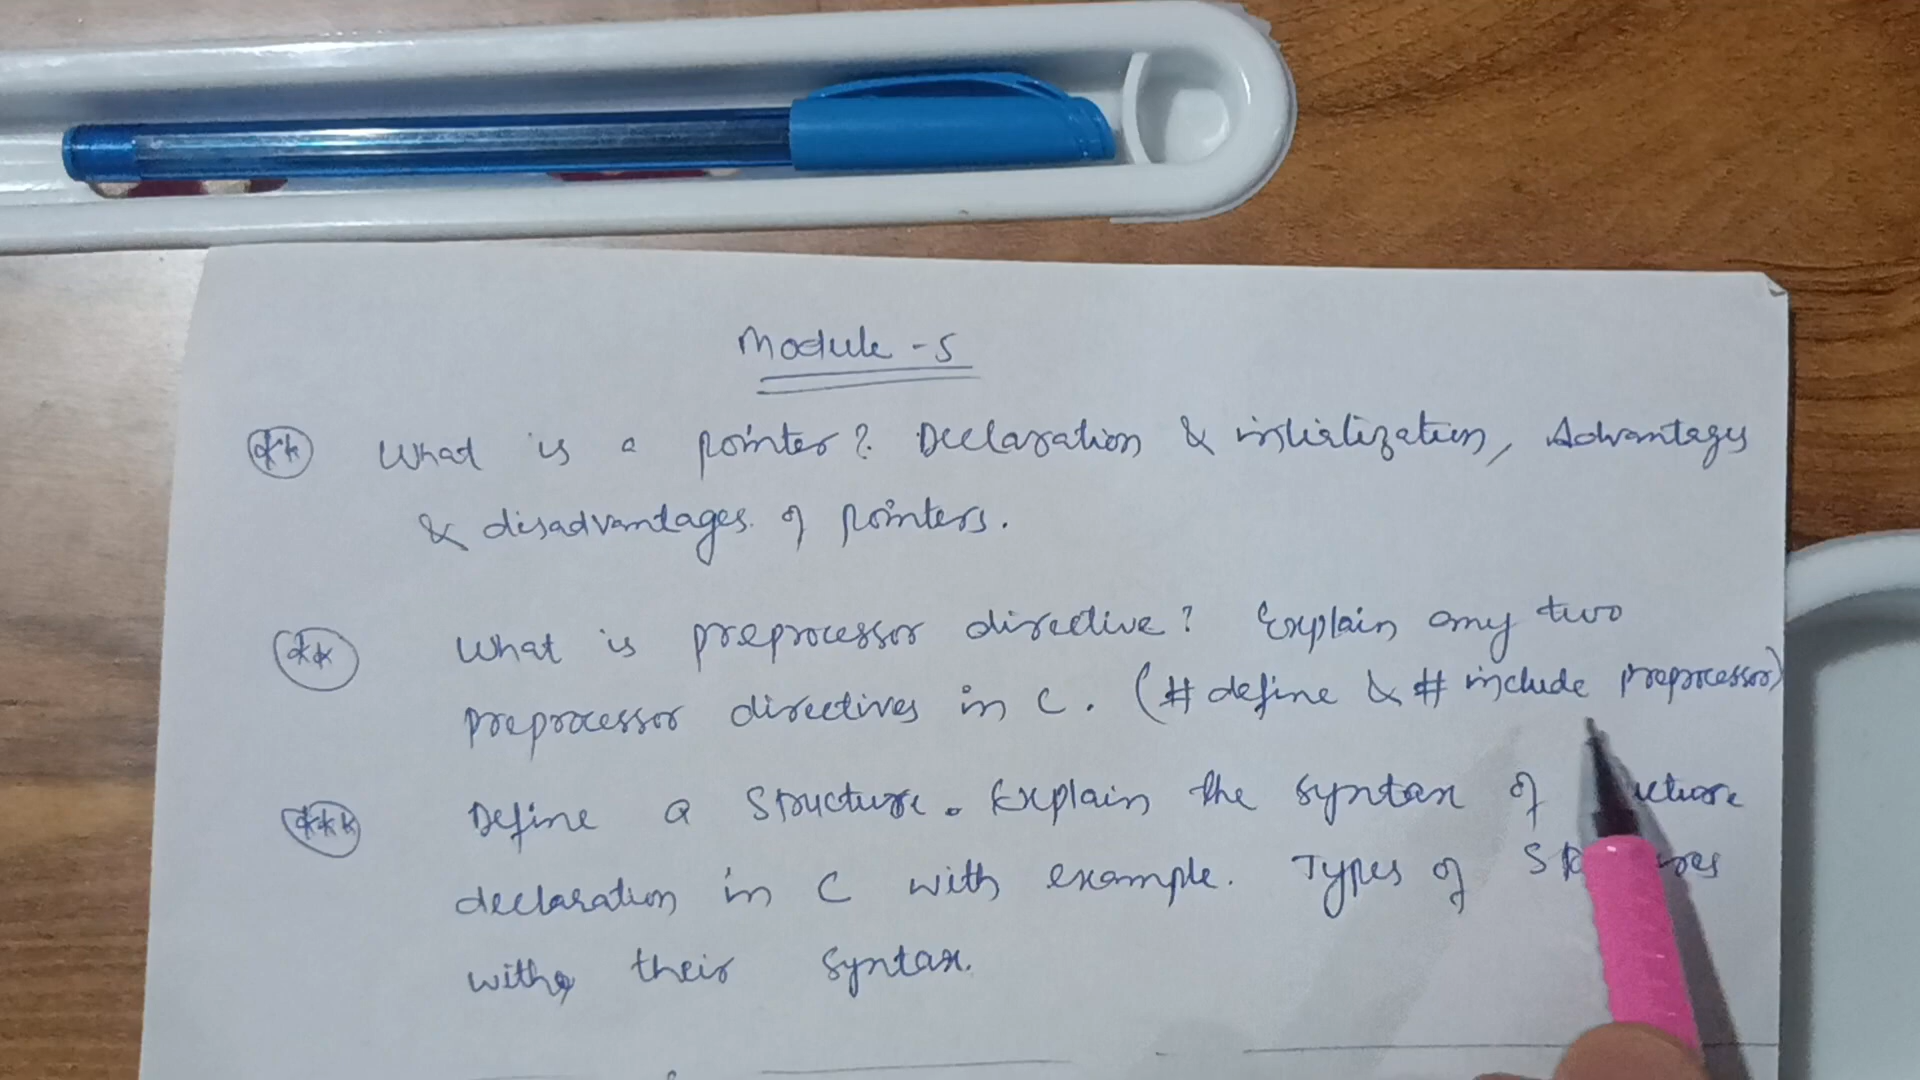 Module - 5
** What is a pointer? Declaration & initialization, Advantages
& disadvantages of pointers.
** What is preprocessor directive? Explain any two
preprocessor directives in C. (# define & # include preprocessor)
*** Define a structure. Explain the syntax of
declaration in C with example. Types of
with their syntax.